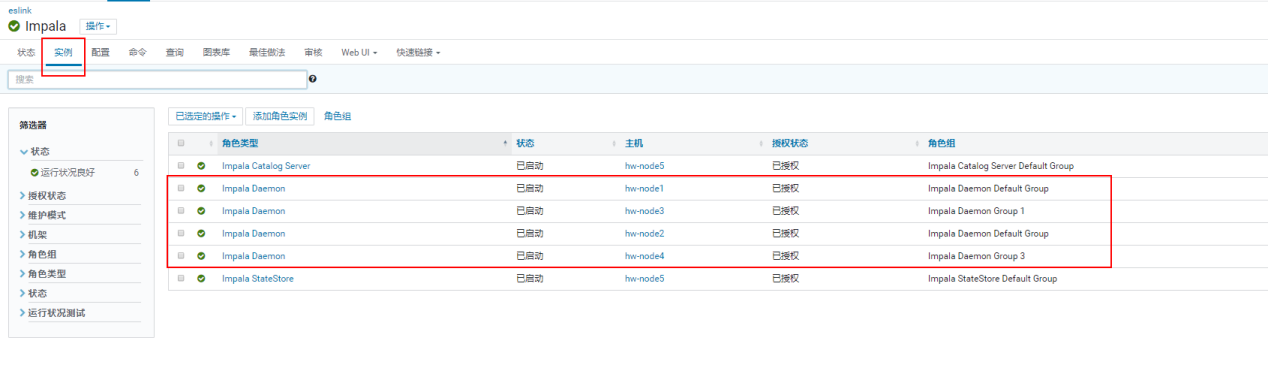 eslink
Impala 操作
状态 实例 配置 命令 查询 图表库 最佳做法 审核 Web UI 快速链接
搜索
筛选器
状态
运行状况良好 6
授权状态
维护模式
机架
角色组
角色类型
状态
运行状况测试
已选定的操作 添加角色实例 角色组
角色类型 状态 主机 授权状态 角色组
Impala Catalog Server 已启动 hw-node5 已授权 Impala Catalog Server Default Group
Impala Daemon 已启动 hw-node1 已授权 Impala Daemon Default Group
Impala Daemon 已启动 hw-node3 已授权 Impala Daemon Group 1
Impala Daemon 已启动 hw-node2 已授权 Impala Daemon Default Group
Impala Daemon 已启动 hw-node4 已授权 Impala Daemon Group 3
Impala StateStore 已启动 hw-node5 已授权 Impala StateStore Default Group